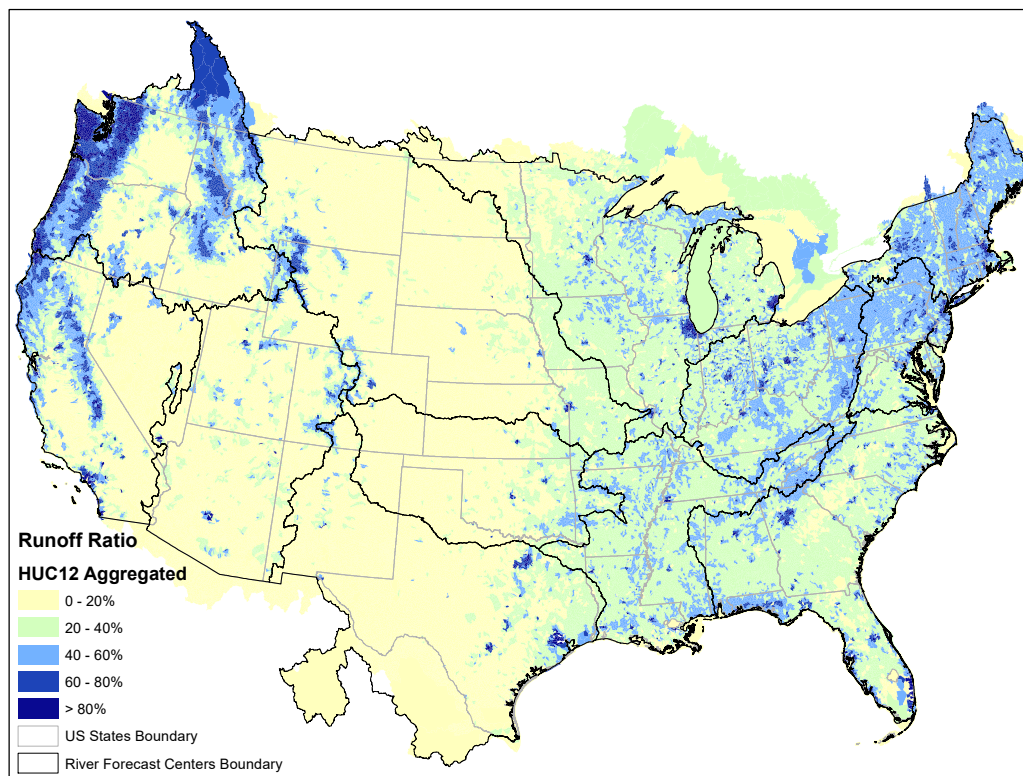 Runoff Ratio
HUC12 Aggregated
0 - 20%
20 - 40%
40 - 60%
60 - 80%
> 80%
US States Boundary
River Forecast Centers Boundary